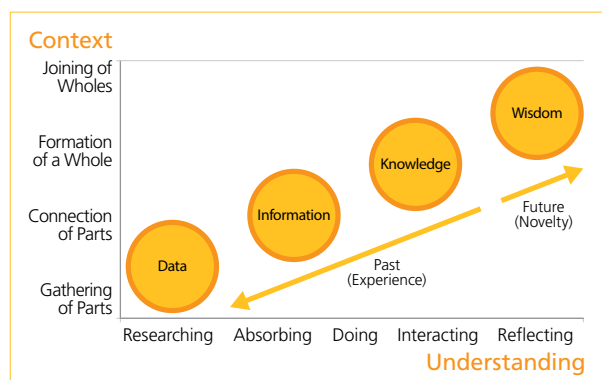 Context
Joining of
Wholes
Wisdom
Formation
of a Whole
Knowledge
Connection
of Parts
Information
Future
(Novelty)
Data
Past
(Experience)
Gathering
of Parts
Researching Absorbing Doing Interacting Reflecting
Understanding